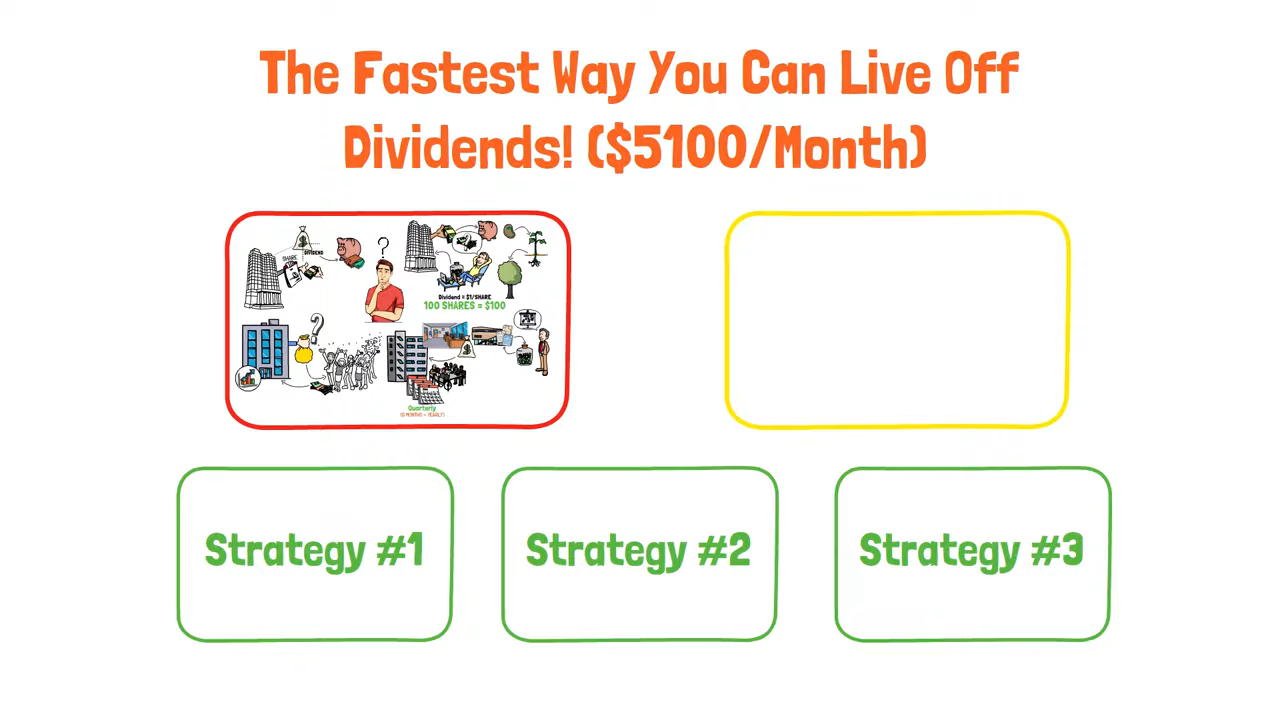 The Fastest Way You Can Live Off
Dividends! ($5100/Month)
SHARE
DIVIDEND
Dividend = $1/SHARE
100 SHARES = $100
Quarterly
Strategy #1
Strategy #2
Strategy #3